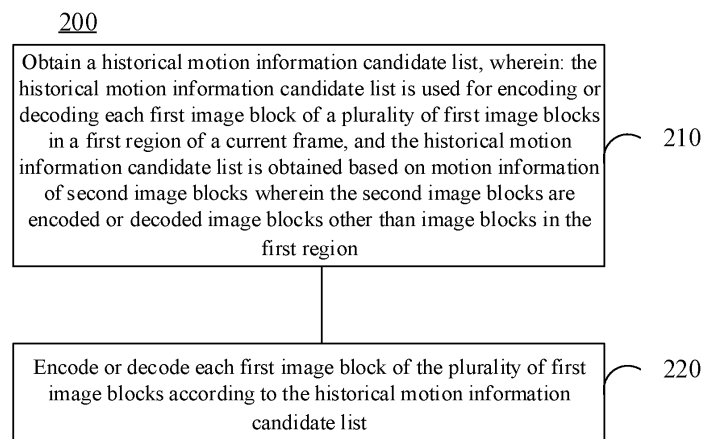 200
Obtain a historical motion information candidate list, wherein: the
historical motion information candidate list is used for encoding or
decoding each first image block of a plurality of first image blocks
in a first region of a current frame, and the historical motion
information candidate list is obtained based on motion information
of second image blocks wherein the second image blocks are
encoded or decoded image blocks other than image blocks in the
first region
210
Encode or decode each first image block of the plurality of first
image blocks according to the historical motion information
candidate list
220